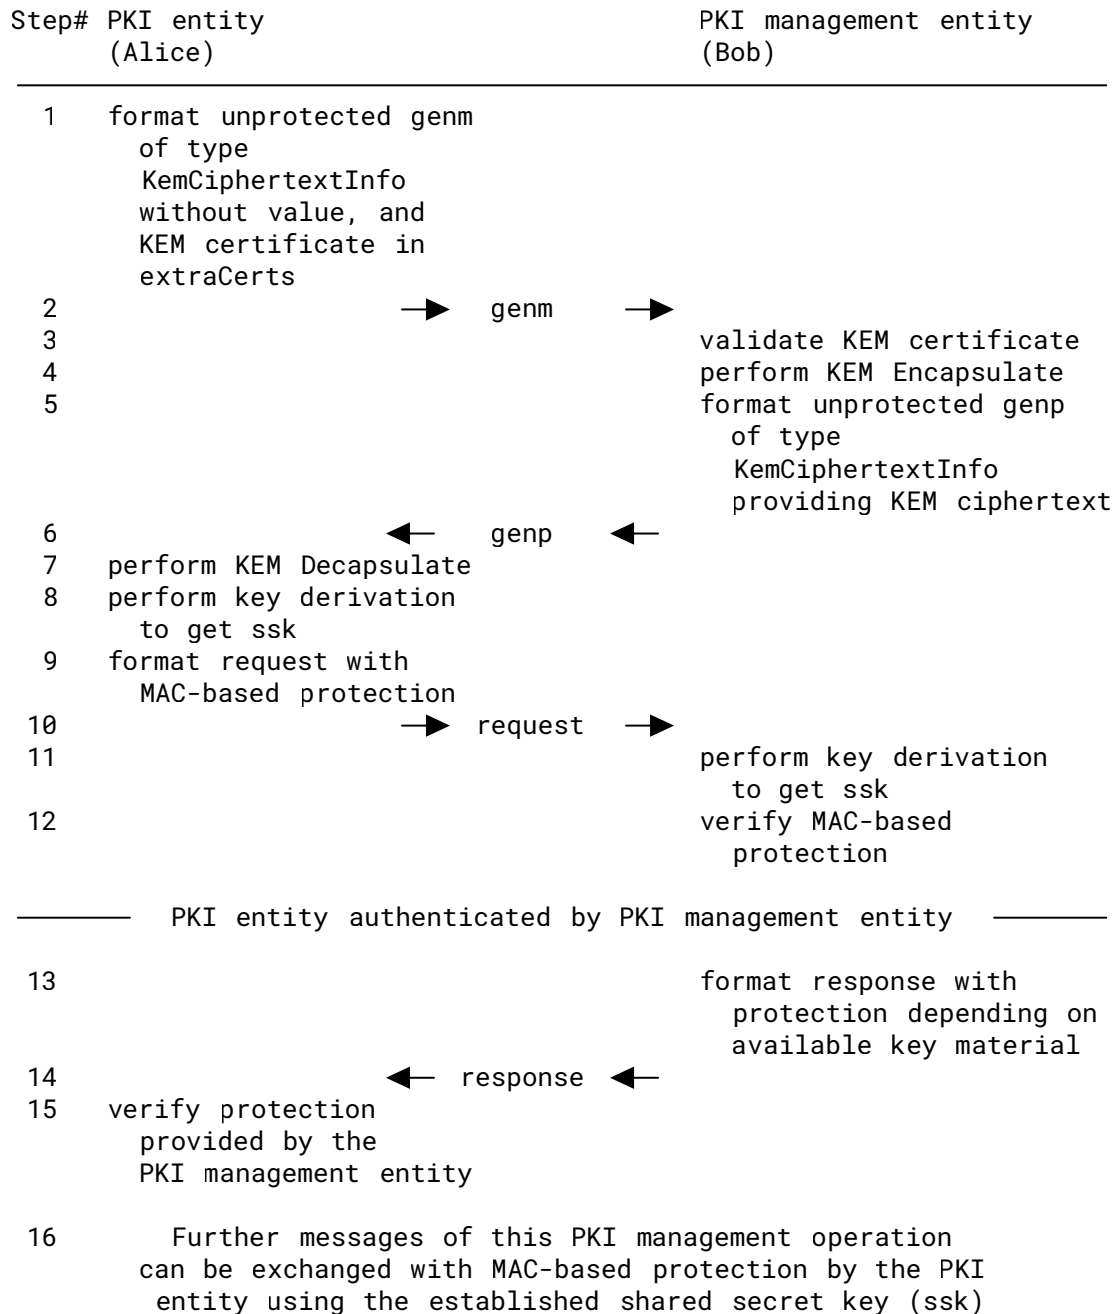 Step# PKI entity PKI management entity
(Alice) (Bob)
1 format unprotected genm
of type
KemCiphertextInfo
without value, and
KEM certificate in
extraCerts
2 genm
3 validate KEM certificate
4 perform KEM Encapsulate
5 format unprotected genp
of type
KemCiphertextInfo
providing KEM ciphertext
6 genp
7 perform KEM Decapsulate
8 perform key derivation
to get ssk
9 format request with
MAC-based protection
10 request
11 perform key derivation
to get ssk
12 verify MAC-based
protection
PKI entity authenticated by PKI management entity
13 format response with
protection depending on
available key material
14 response
15 verify protection
provided by the
PKI management entity
16 Further messages of this PKI management operation
can be exchanged with MAC-based protection by the PKI
entity using the established shared secret key (ssk)